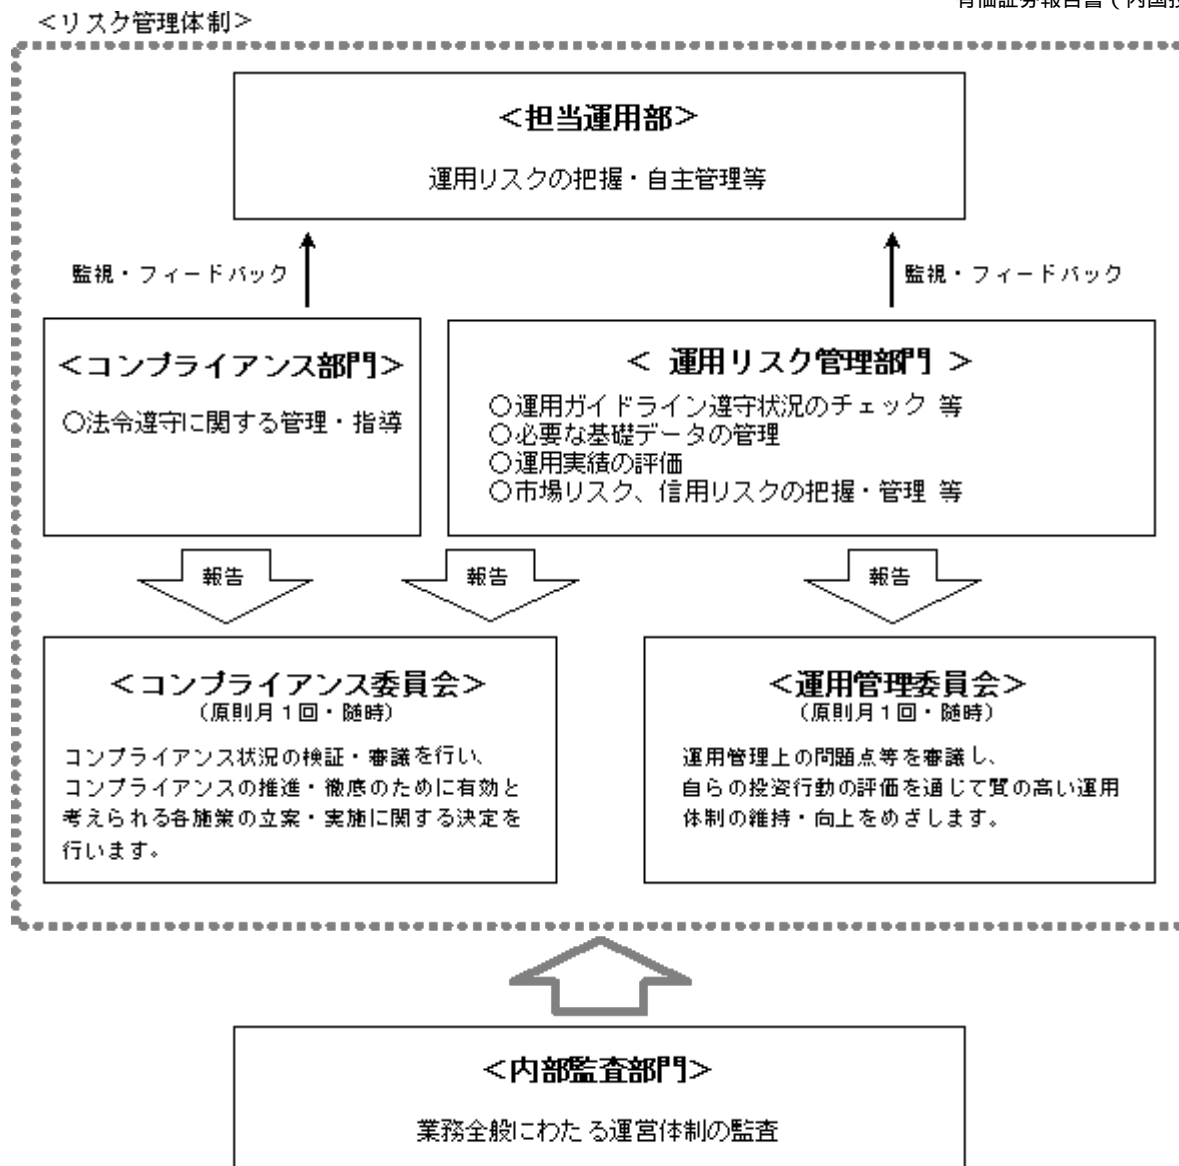 有価証券報告書（内国投
＜リスク管理体制＞
＜担当運用部＞
運用リスクの把握・自主管理等
監視・フィードバック
監視・フィードバック
＜コンプライアンス部門＞
○法令遵守に関する管理・指導
＜ 運用リスク管理部門 ＞
○運用ガイドライン遵守状況のチェック 等
○必要な基礎データの管理
○運用実績の評価
○市場リスク、信用リスクの把握・管理 等
報告
報告
報告
＜コンプライアンス委員会＞
（原則月１回・随時）
コンプライアンス状況の検証・審議を行い、
コンプライアンスの推進・徹底のために有効と
考えられる各施策の立案・実施に関する決定を
行います。
＜運用管理委員会＞
（原則月１回・随時）
運用管理上の問題点等を審議し、
自らの投資行動の評価を通じて質の高い運用
体制の維持・向上をめざします。
＜内部監査部門＞
業務全般にわたる運営体制の監査